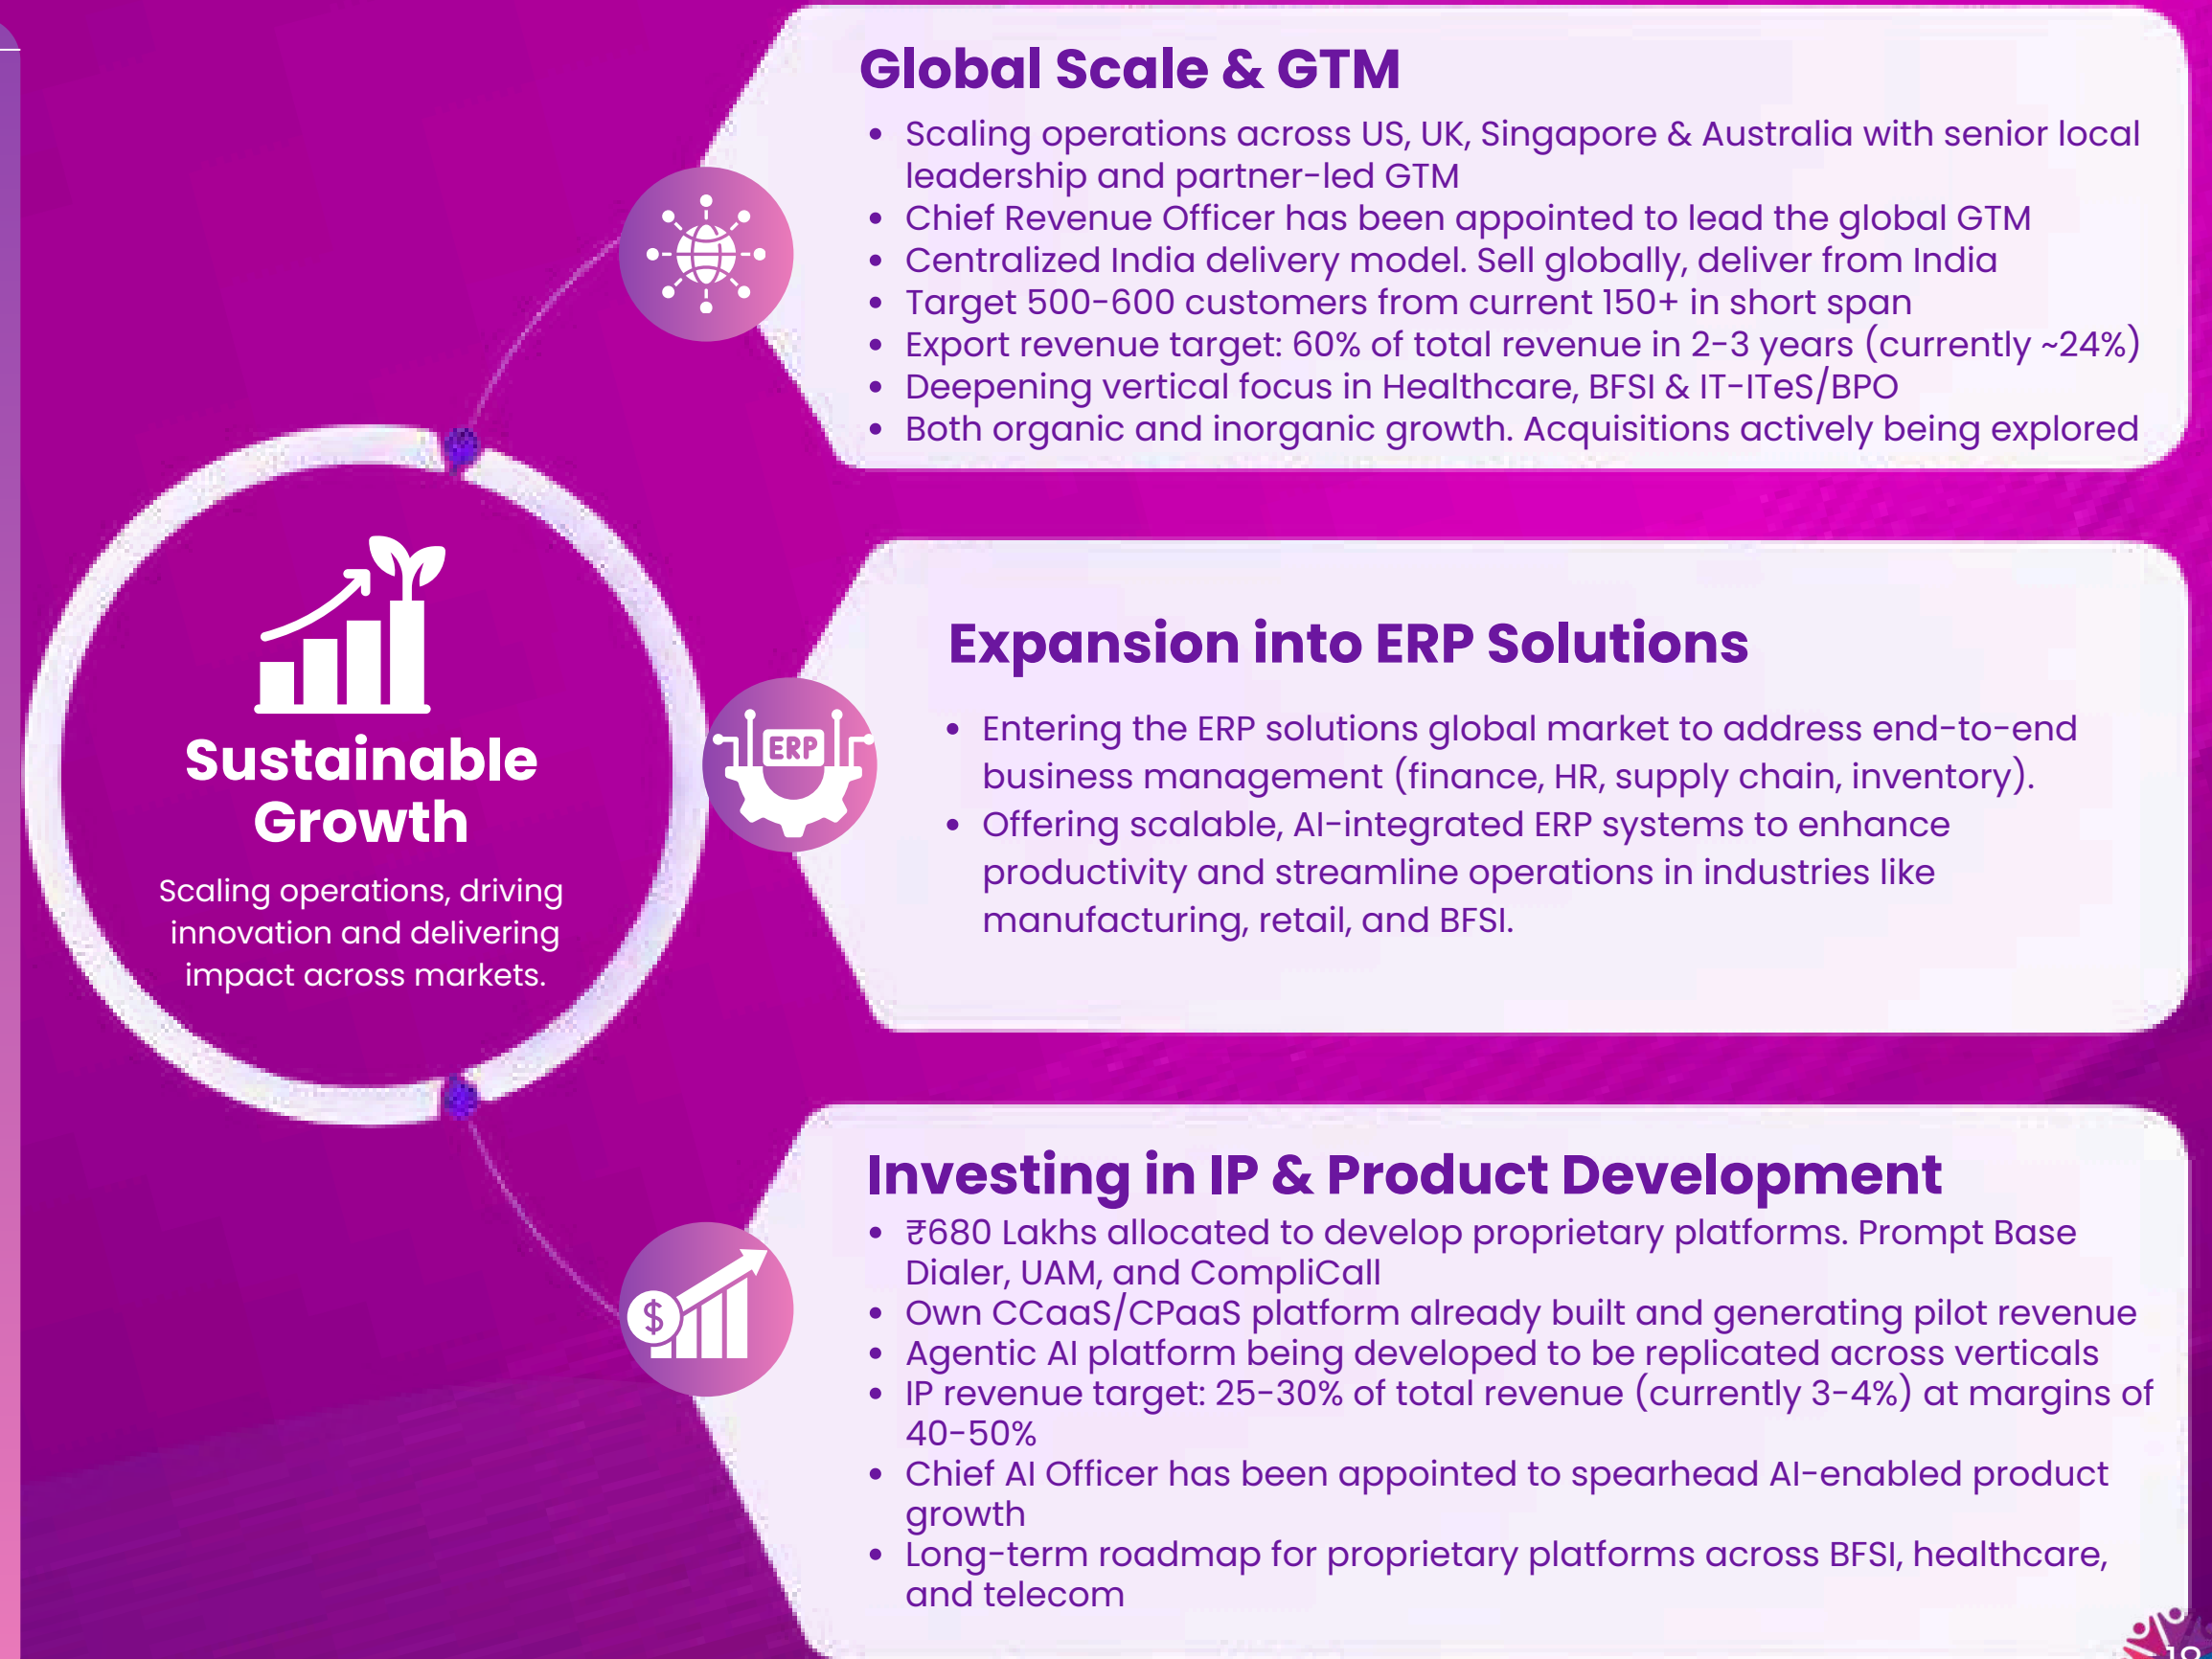 Global Scale & GTM
• Scaling operations across US, UK, Singapore & Australia with senior local
leadership and partner-led GTM
• Chief Revenue Officer has been appointed to lead the global GTM
• Centralized India delivery model. Sell globally, deliver from India
• Target 500-600 customers from current 150+ in short span
• Export revenue target: 60% of total revenue in 2-3 years (currently ~24%)
• Deepening vertical focus in Healthcare, BFSI & IT-ITeS/BPO
• Both organic and inorganic growth. Acquisitions actively being explored
Sustainable
Growth
Scaling operations, driving
innovation and delivering
impact across markets.
ERP
Expansion into ERP Solutions
• Entering the ERP solutions global market to address end-to-end
business management (finance, HR, supply chain, inventory).
• Offering scalable, AI-integrated ERP systems to enhance
productivity and streamline operations in industries like
manufacturing, retail, and BFSI.
$
Investing in IP & Product Development
• ₹680 Lakhs allocated to develop proprietary platforms. Prompt Base
Dialer, UAM, and CompliCall
• Own CCaaS/CPaaS platform already built and generating pilot revenue
• Agentic AI platform being developed to be replicated across verticals
• IP revenue target: 25-30% of total revenue (currently 3-4%) at margins of
40-50%
• Chief AI Officer has been appointed to spearhead AI-enabled product
growth
• Long-term roadmap for proprietary platforms across BFSI, healthcare,
and telecom